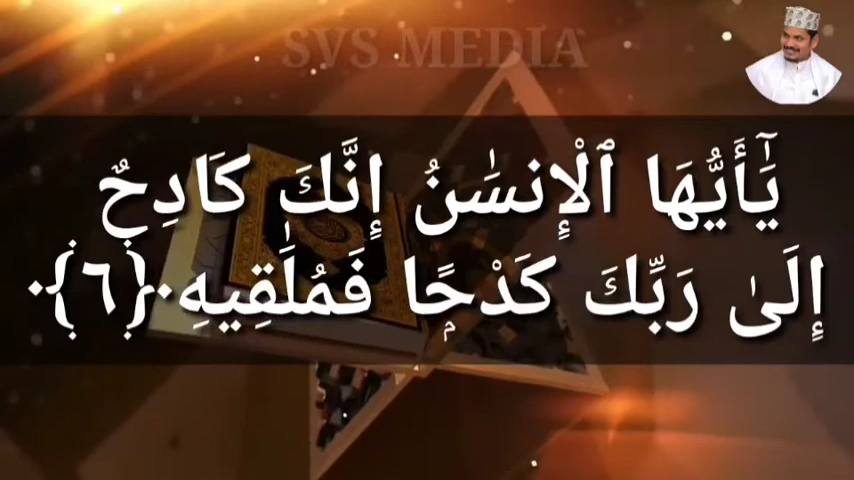 SVS MEDIA
يَٰٓأَيُّهَا ٱلْإِنسَٰنُ إِنَّكَ كَادِحٌ
إِلَىٰ رَبِّكَ كَدْحًۭا فَمُلَٰقِيهِ﴿٦﴾